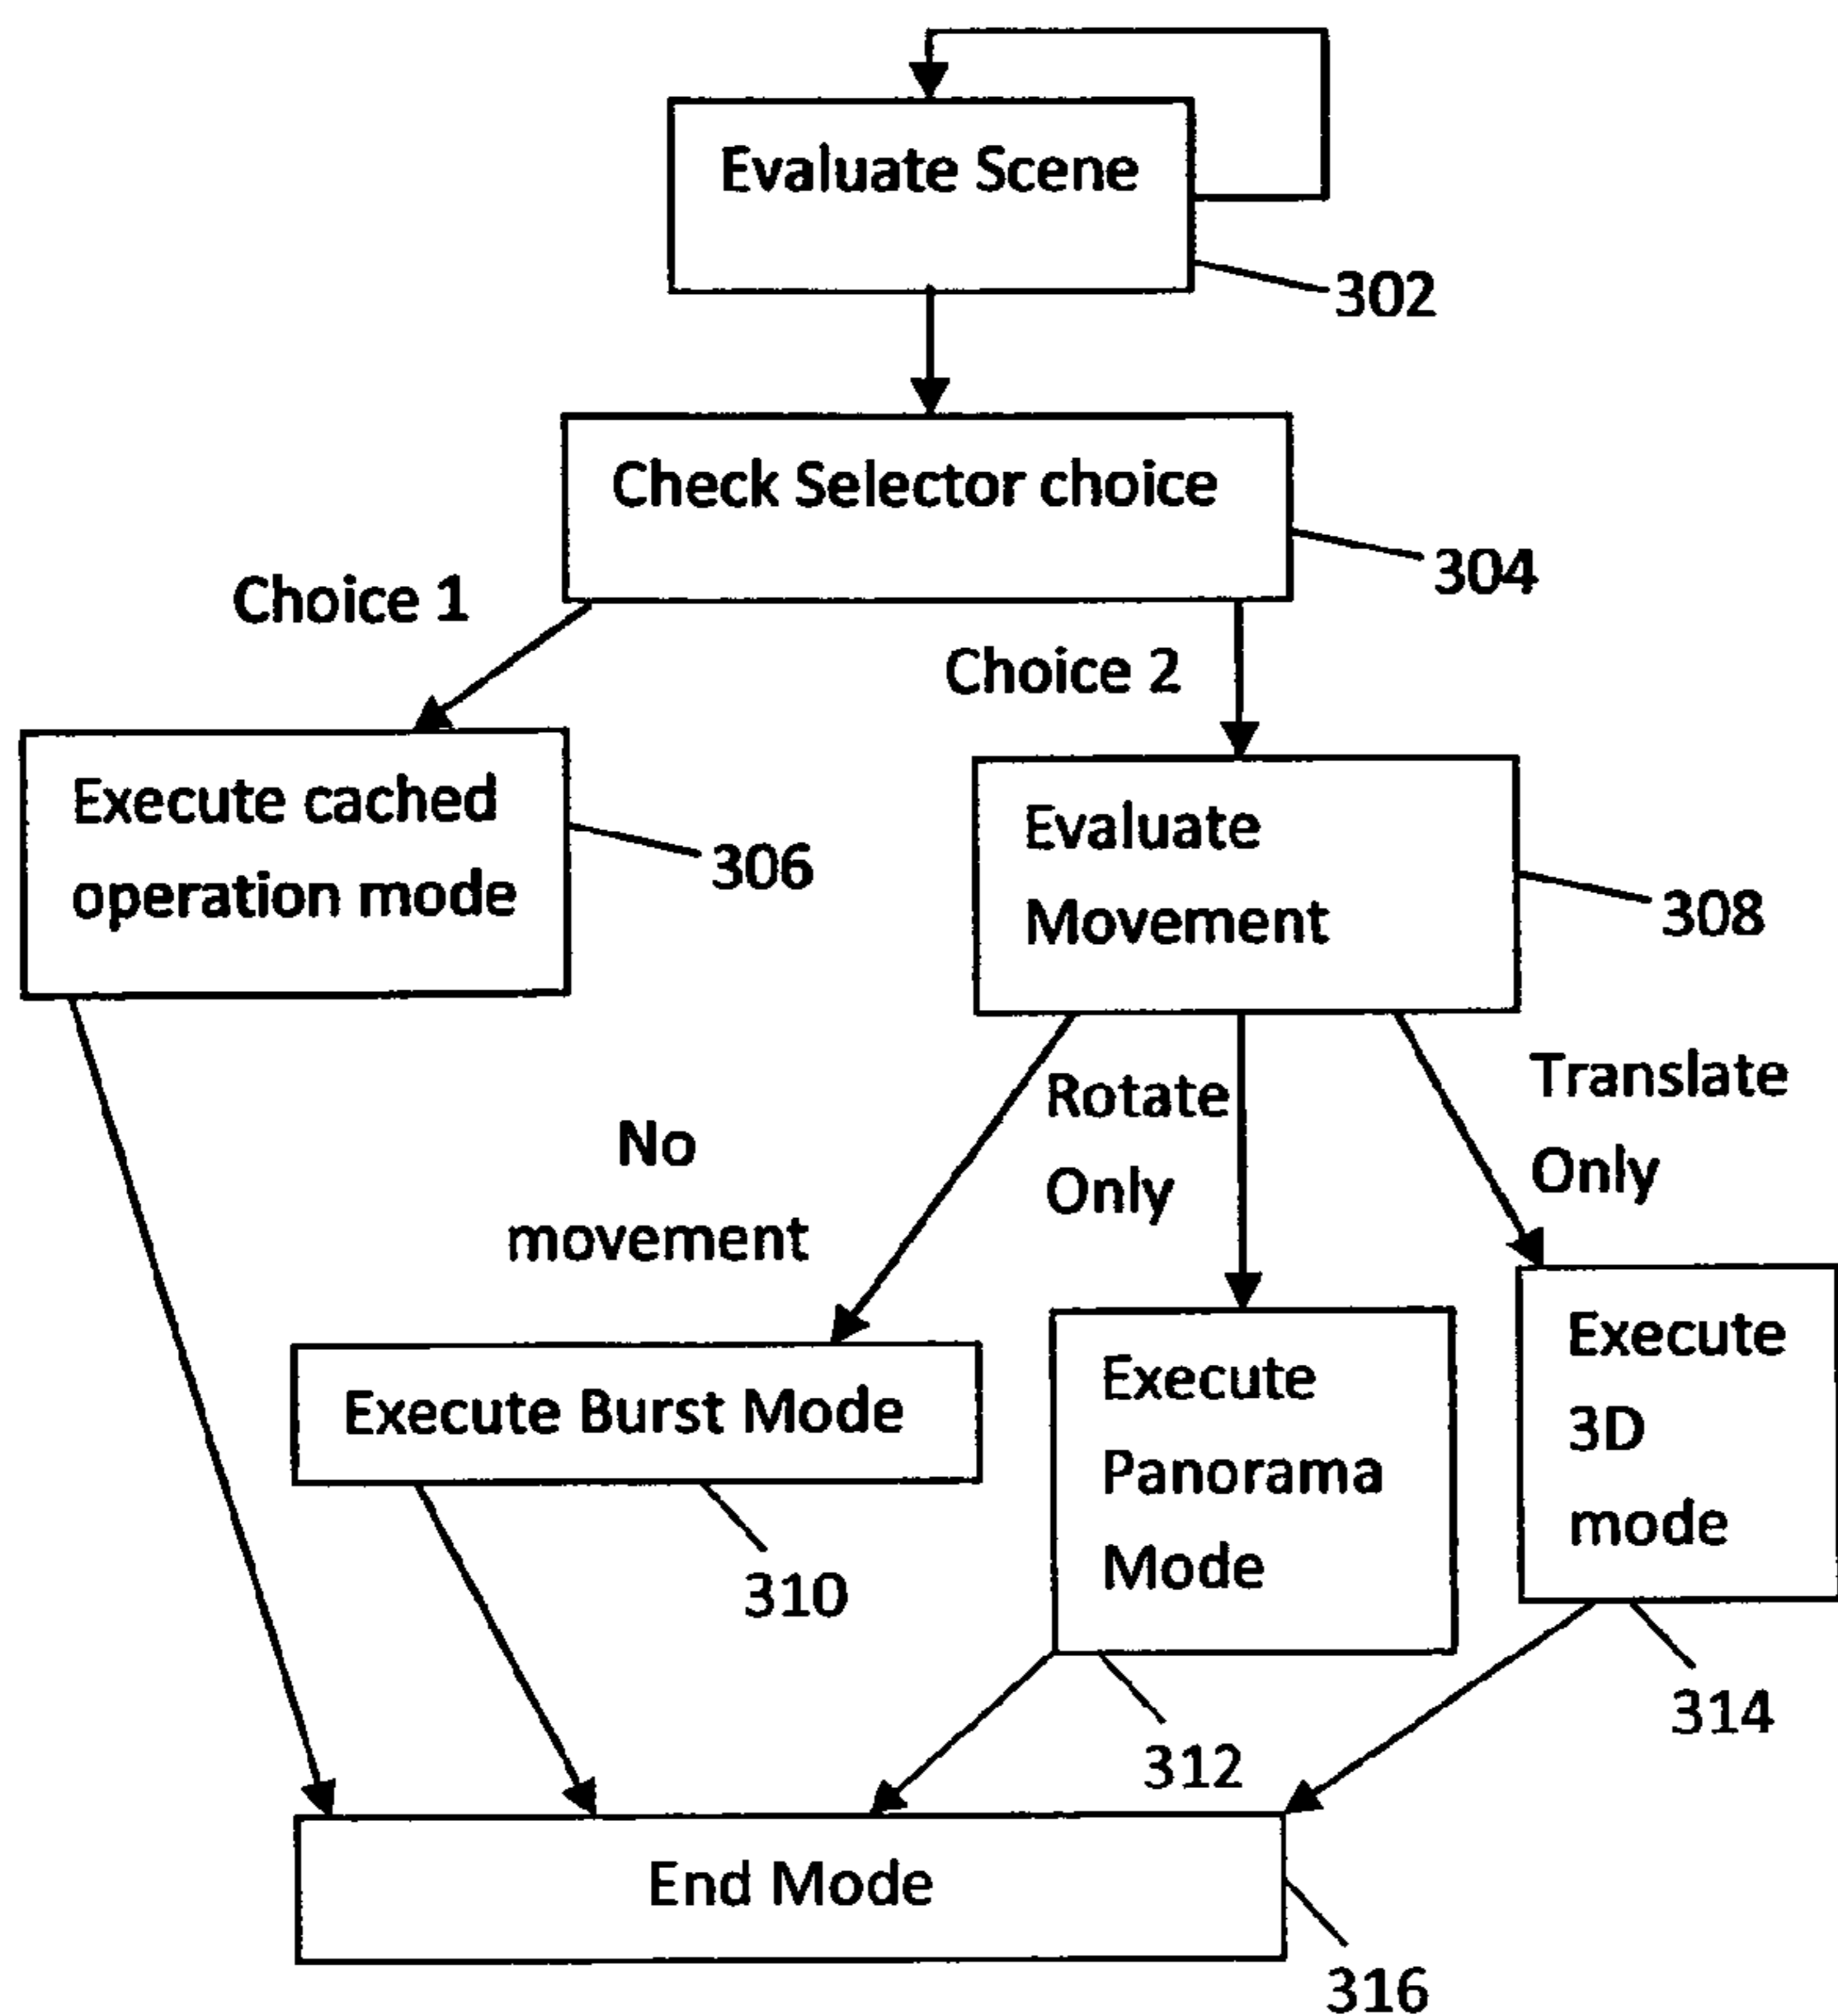 Evaluate Scene
302
Check Selector choice
304
Choice 1
Choice 2
Execute cached
operation mode
306
Evaluate
Movement
308
No
movement
Rotate
Only
Translate
Only
Execute Burst Mode
310
Execute
Panorama
Mode
312
Execute
3D
mode
314
End Mode
316